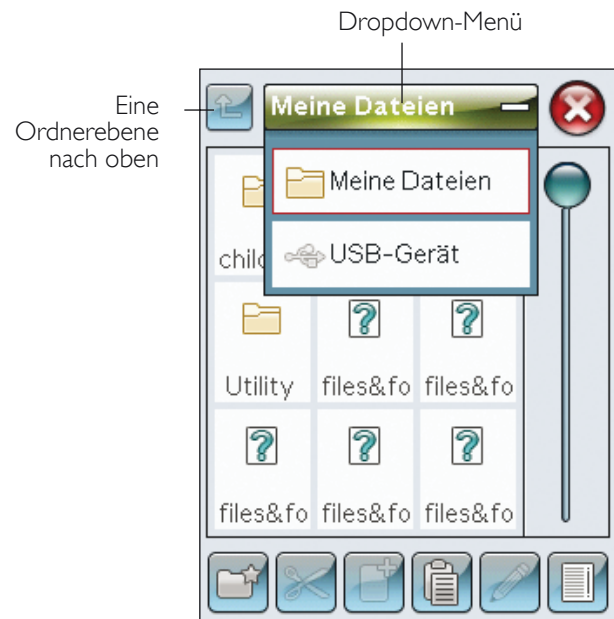 Dropdown-Menü
Eine
Ordnerebene
nach oben
Meine Dateien
Meine Dateien
USB-Gerät
Utility files&fo files&fo
files&fo files&fo files&fo